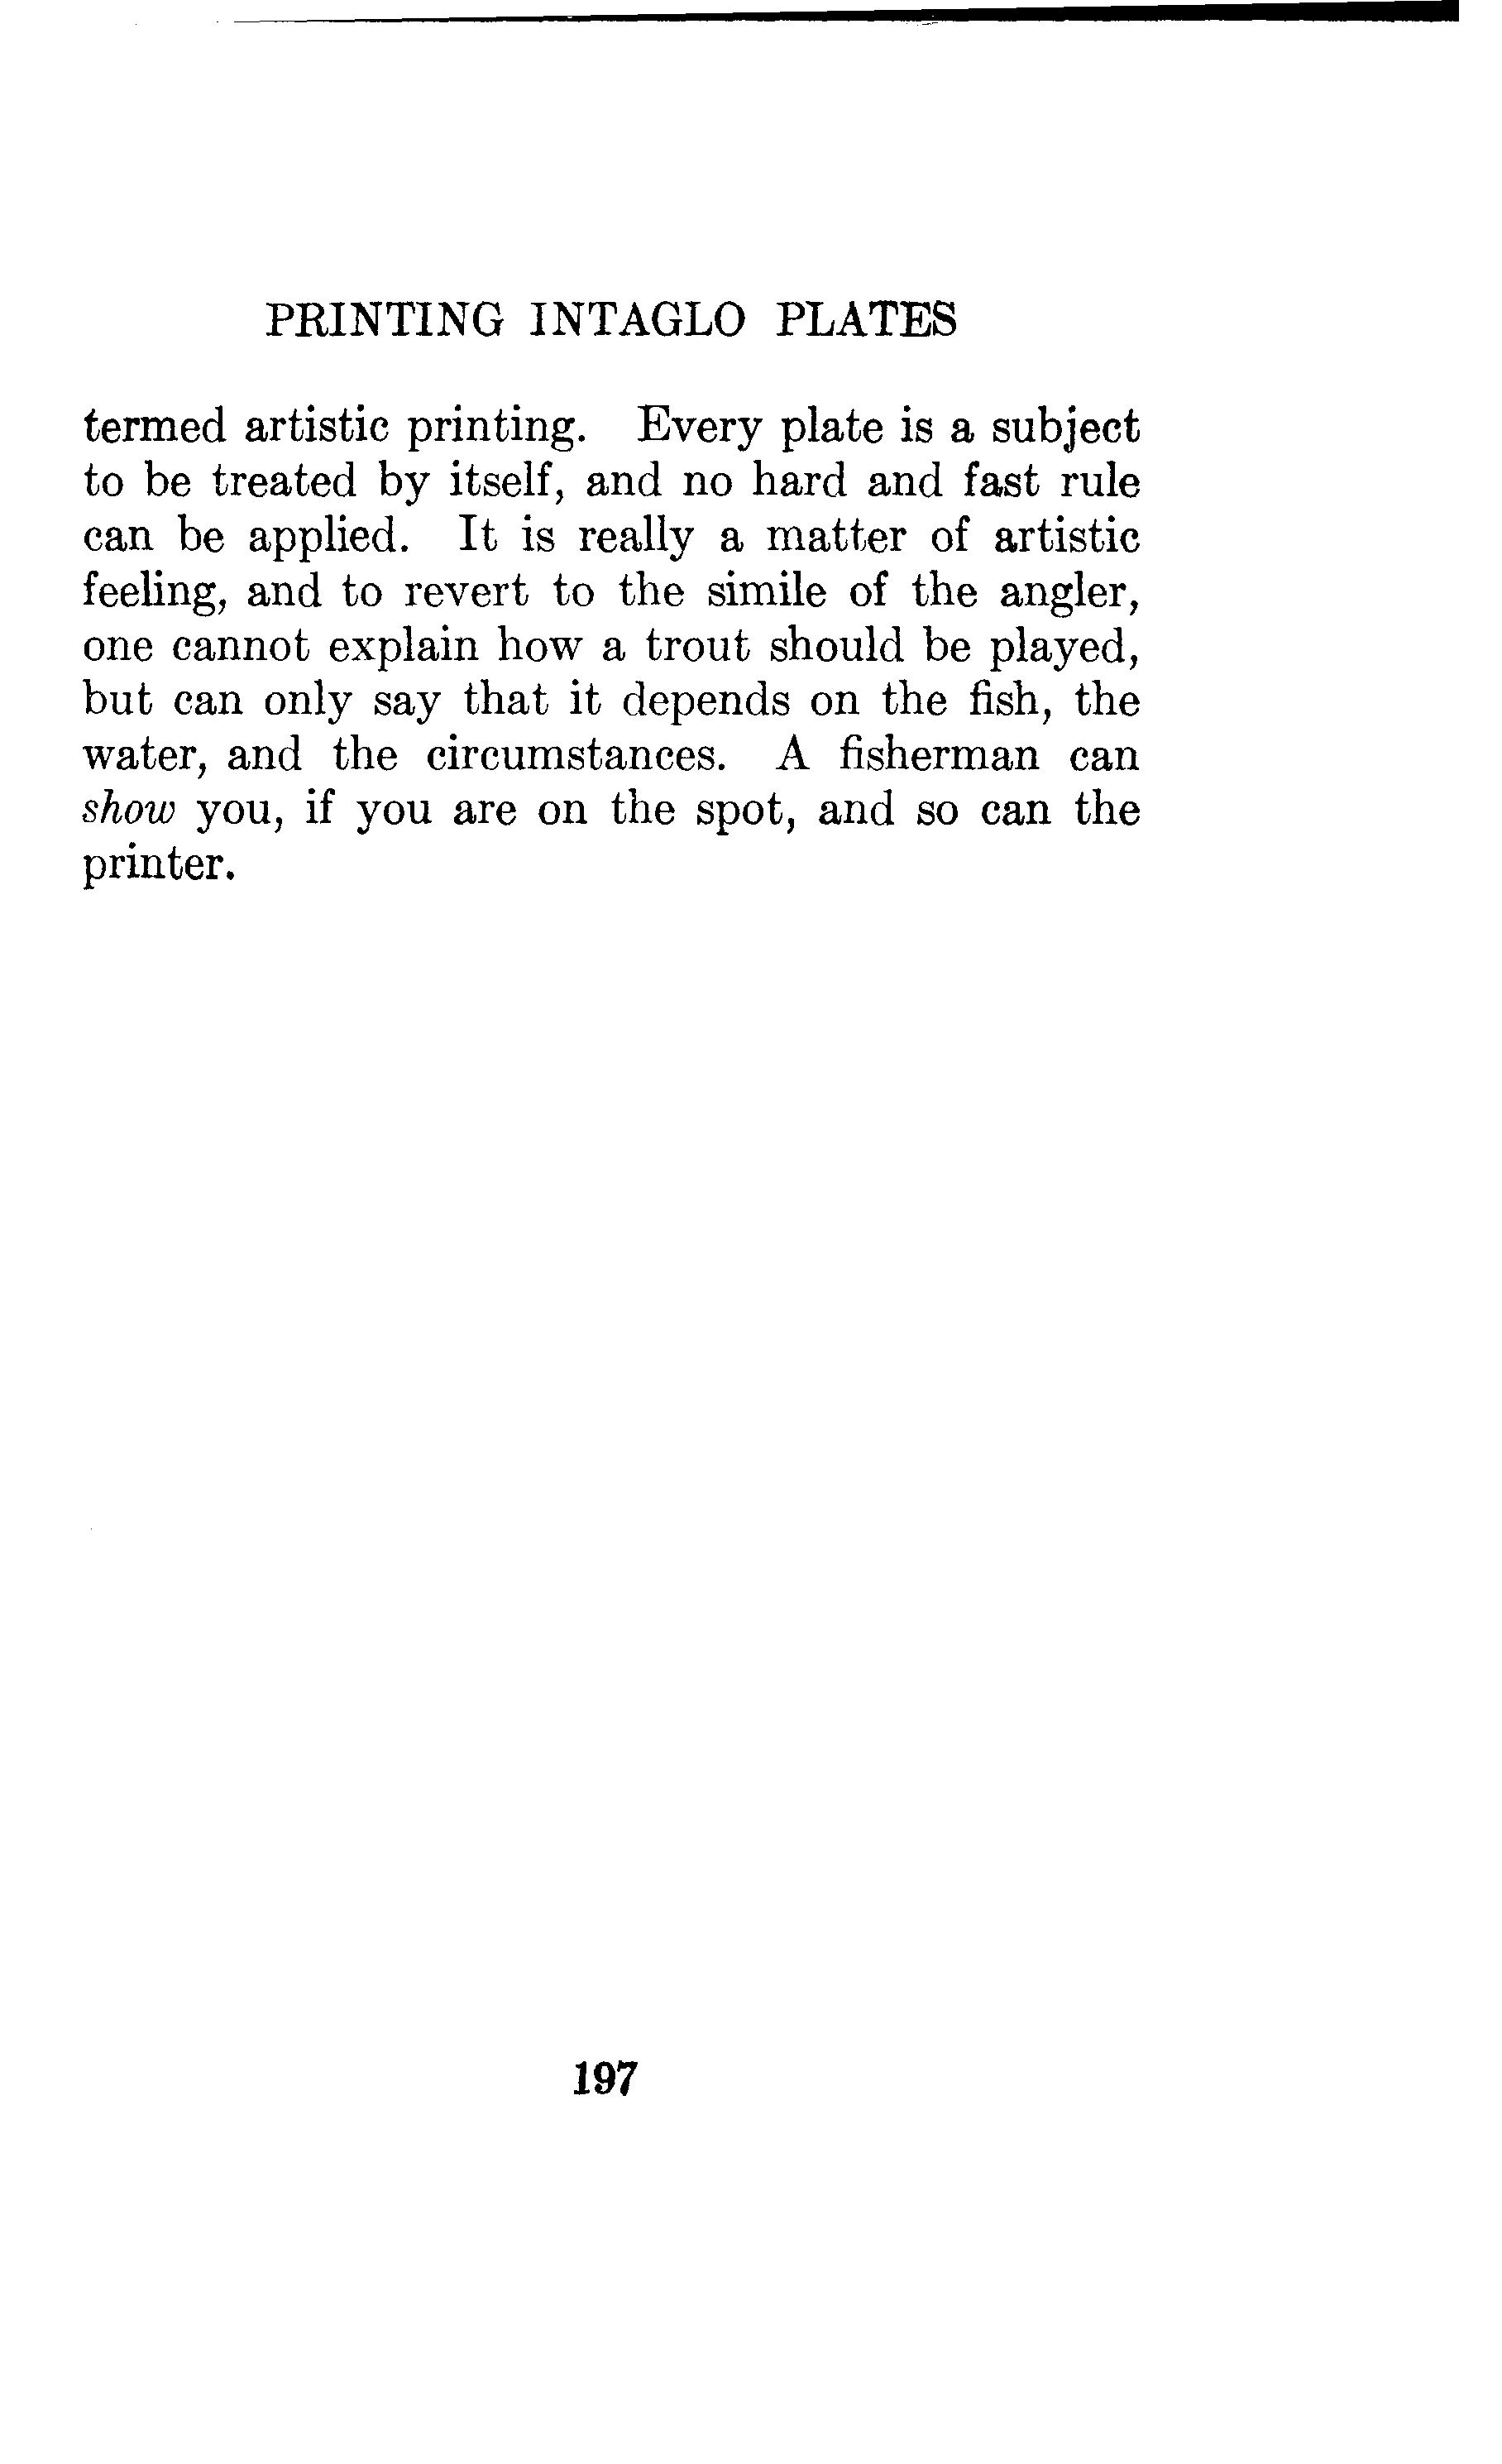 PRINTING INTAGLO PLATES
termed artistic printing. Every plate is a subject
to be treated by itself, and no hard and fast rule
can be applied. It is really a matter of artistic
feeling, and to revert to the simile of the angler,
one cannot explain how a trout should be played,
but can only say that it depends on the fish, the
water, and the circumstances. A fisherman can
show you, if you are on the spot, and so can the
printer.
197